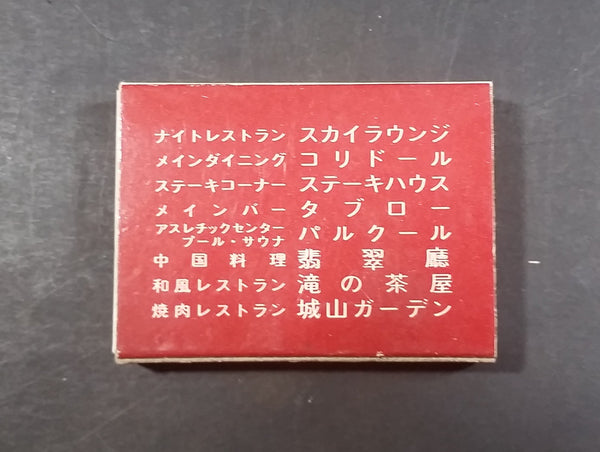 ナイトレストラン スカイラウンジ
メインダイニング コリドール
ステーキコーナー ステーキハウス
メインバー タブロー
アスレチックセンター
プール・サウナ パルクール
中国料理 翡翠廳
和風レストラン 滝の茶屋
焼肉レストラン 城山ガーデン